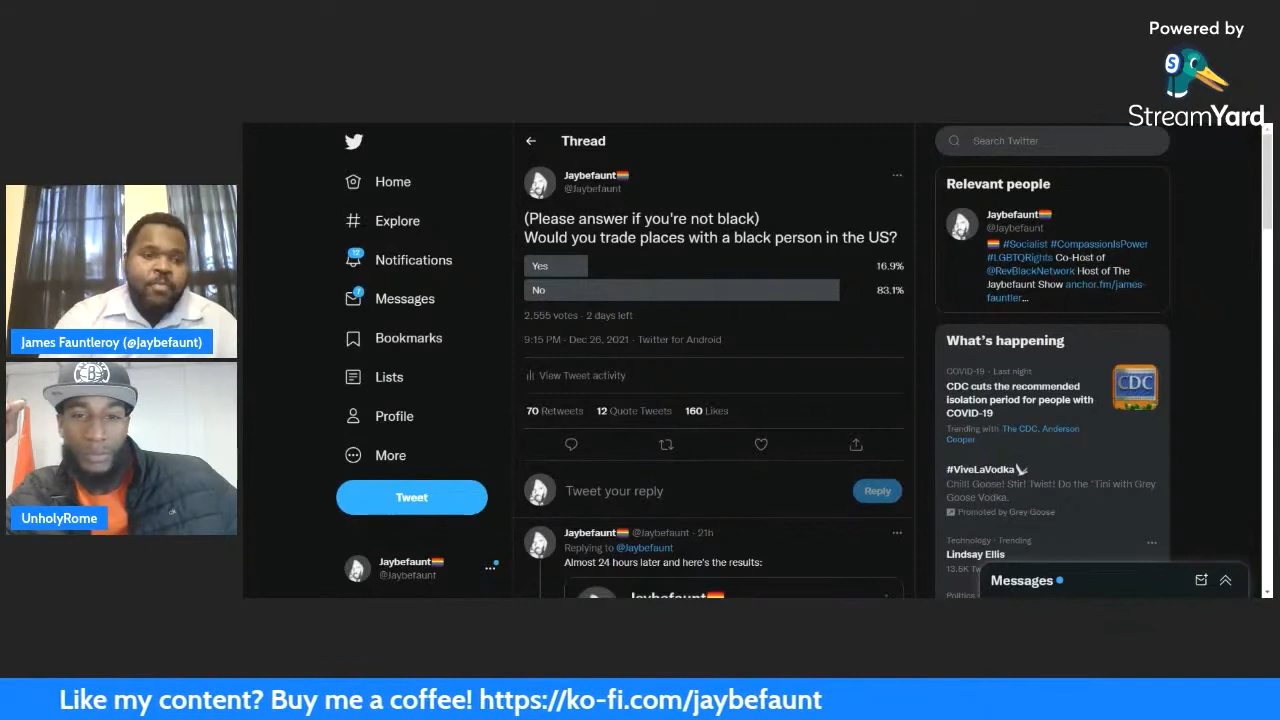 Powered by
StreamYard
James Fauntleroy (@Jaybefaunt)
UnholyRome
Home
Explore
12
Notifications
7
Messages
Bookmarks
Lists
Profile
More
Tweet
Jaybefaunt
@Jaybefaunt
Thread
Jaybefaunt
@Jaybefaunt
(Please answer if you're not black)
Would you trade places with a black person in the US?
Yes 16.9%
No 83.1%
2,555 votes · 2 days left
9:15 PM · Dec 26, 2021 · Twitter for Android
View Tweet activity
70 Retweets 12 Quote Tweets 160 Likes
Tweet your reply
Reply
Jaybefaunt @Jaybefaunt · 21h
Replying to @Jaybefaunt
Almost 24 hours later and here's the results:
Jaybefaunt
Search Twitter
Relevant people
Jaybefaunt
@Jaybefaunt
#Socialist #CompassionIsPower
#LGBTQRights Co-Host of
@RevBlackNetwork Host of The
Jaybefaunt Show anchor.fm/james-
fauntler...
What's happening
COVID-19 · Last night
CDC cuts the recommended
isolation period for people with
COVID-19
CDC
Trending with The CDC, Anderson
Cooper
#ViveLaVodka
Chill Goose! Stir! Twist! Do the 'Tini with Grey
Goose Vodka.
Promoted by Grey Goose
Technology · Trending
Lindsay Ellis
13.5K Tw
Politics
Messages
Like my content? Buy me a coffee! https://ko-fi.com/jaybefaunt